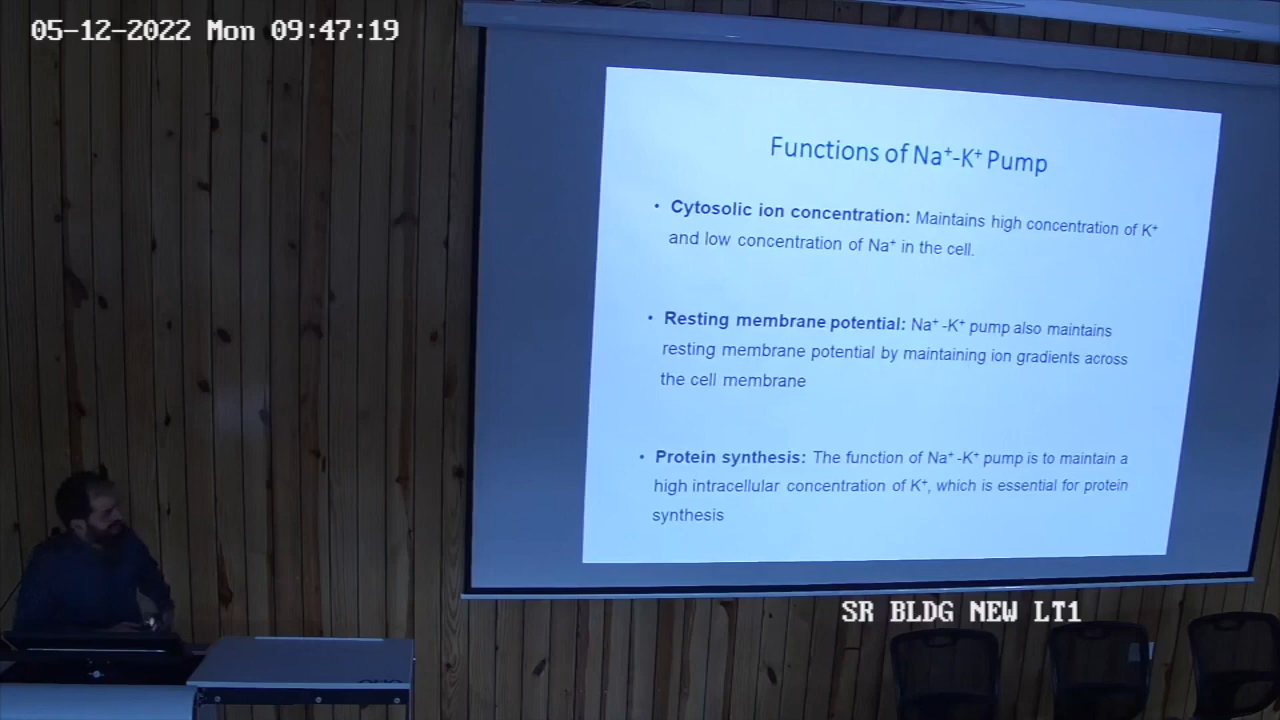 05-12-2022 Mon 09:47:19
Functions of Na⁺-K⁺ Pump
• Cytosolic ion concentration: Maintains high concentration of K⁺
and low concentration of Na⁺ in the cell.
• Resting membrane potential: Na⁺ -K⁺ pump also maintains
resting membrane potential by maintaining ion gradients across
the cell membrane
• Protein synthesis: The function of Na⁺ -K⁺ pump is to maintain a
high intracellular concentration of K⁺, which is essential for protein
synthesis
SR BLDG NEW LT1